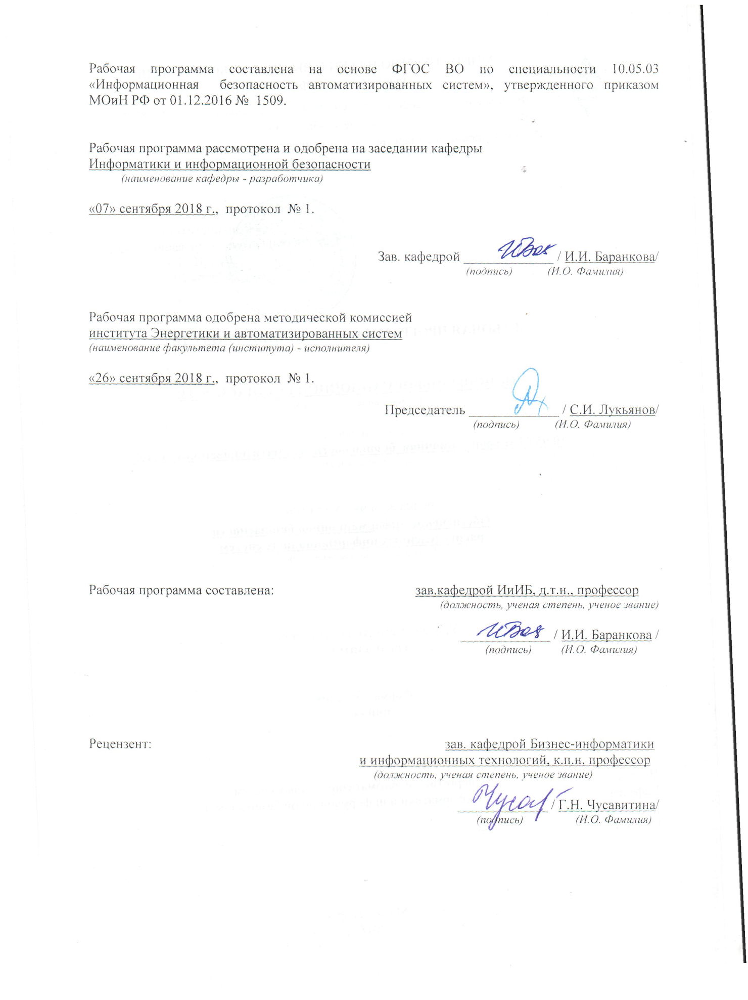 Рабочая программа составлена на основе ФГОС ВО по специальности 10.05.03
«Информационная безопасность автоматизированных систем», утвержденного приказом
МОиН РФ от 01.12.2016 № 1509.
Рабочая программа рассмотрена и одобрена на заседании кафедры
Информатики и информационной безопасности
(наименование кафедры - разработчика)
«07» сентября 2018 г., протокол № 1.
Зав. кафедрой _____________ / И.И. Баранкова/
(подпись) (И.О. Фамилия)
Рабочая программа одобрена методической комиссией
института Энергетики и автоматизированных систем
(наименование факультета (института) - исполнителя)
«26» сентября 2018 г., протокол № 1.
Председатель _____________ / С.И. Лукьянов/
(подпись) (И.О. Фамилия)
Рабочая программа составлена: зав.кафедрой ИиИБ, д.т.н., профессор
(должность, ученая степень, ученое звание)
_____________ / И.И. Баранкова /
(подпись) (И.О. Фамилия)
Рецензент: зав. кафедрой Бизнес-информатики
и информационных технологий, к.п.н. профессор
(должность, ученая степень, ученое звание)
_____________ / Г.Н. Чусавитина/
(подпись) (И.О. Фамилия)